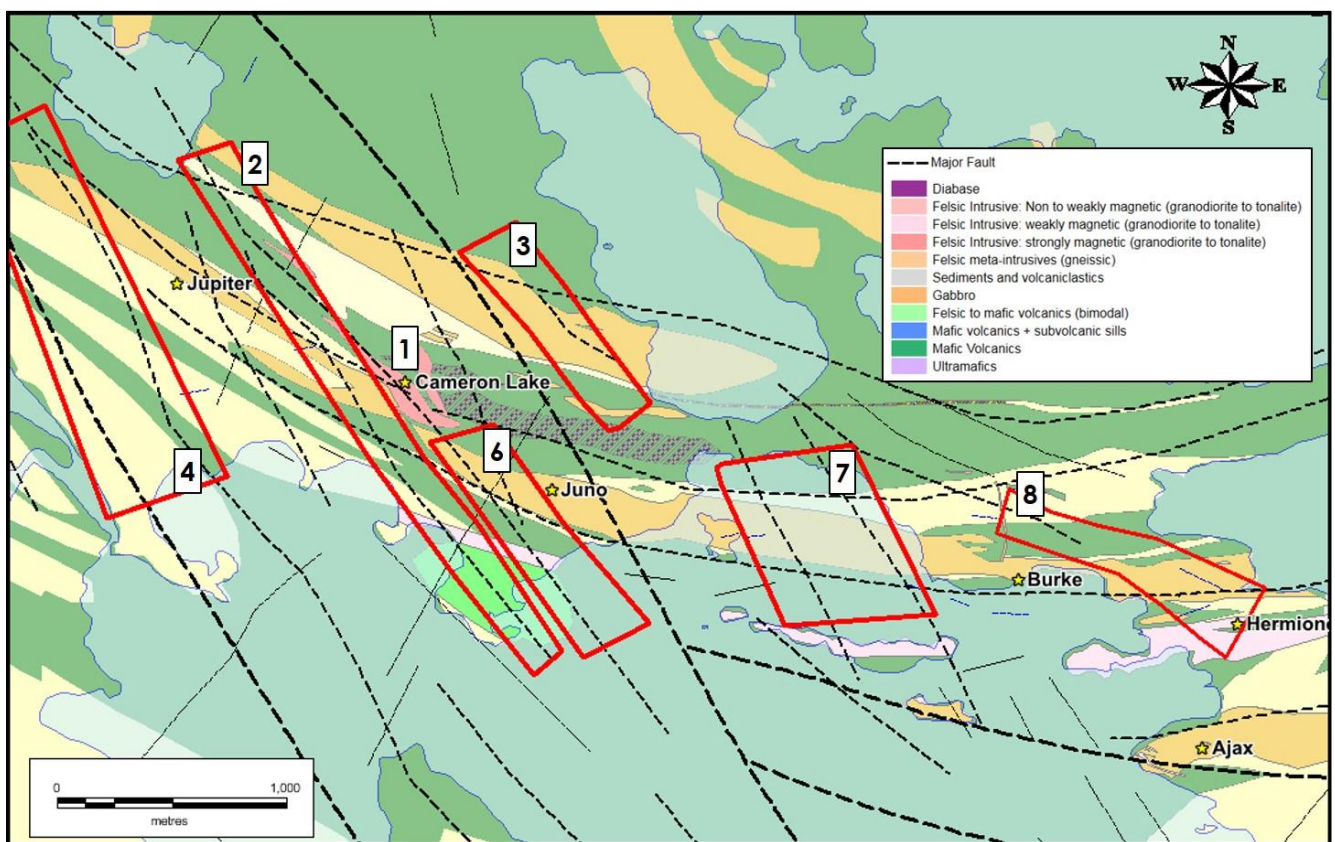 N
W E
S
Major Fault
Diabase
Felsic Intrusive: Non to weakly magnetic (granodiorite to tonalite)
Felsic Intrusive: weakly magnetic (granodiorite to tonalite)
Felsic Intrusive: strongly magnetic (granodiorite to tonalite)
Felsic meta-intrusives (gneissic)
Sediments and volcaniclastics
Gabbro
Felsic to mafic volcanics (bimodal)
Mafic volcanics + subvolcanic sills
Mafic Volcanics
Ultramafics
2
3
Jupiter
1
Cameron Lake
4
6
Juno
7
8
Burke
Hermione
Ajax
0 1,000
metres